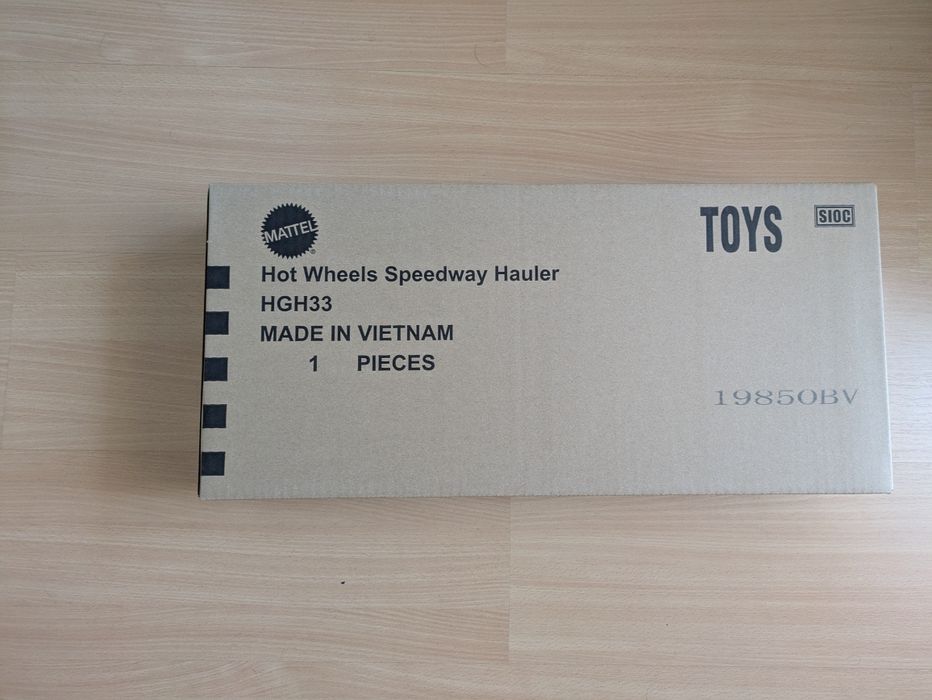 MATTEL
®
TOYS
SIOC
Hot Wheels Speedway Hauler
HGH33
MADE IN VIETNAM
1 PIECES
19850BV